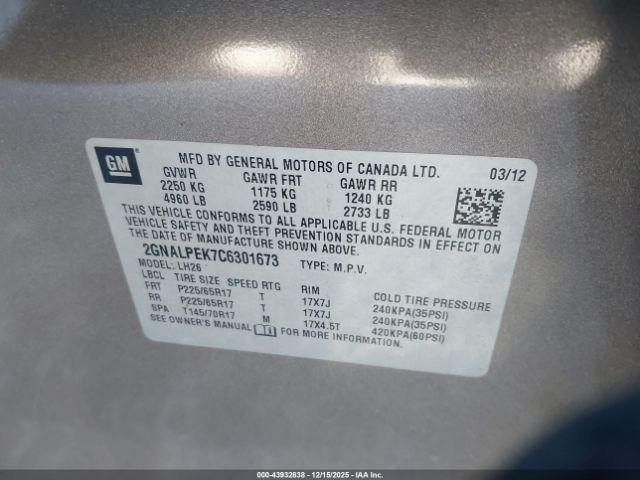 GM
MFD BY GENERAL MOTORS OF CANADA LTD. 03/12
GVWR GAWR FRT GAWR RR
2250 KG 1175 KG 1240 KG
4960 LB 2590 LB 2733 LB
THIS VEHICLE CONFORMS TO ALL APPLICABLE U.S. FEDERAL MOTOR
VEHICLE SAFETY AND THEFT PREVENTION STANDARDS IN EFFECT ON
THE DATE OF MANUFACTURE SHOWN ABOVE.
2GNALPEK7C6301673 TYPE: M.P.V.
MODEL: LH26
LBCL TIRE SIZE SPEED RTG RIM COLD TIRE PRESSURE
FRT P225/65R17 T 17X7J 240KPA(35PSI)
RR P225/65R17 T 17X7J 240KPA(35PSI)
SPA T145/70R17 M 17X4.5T 420KPA(60PSI)
SEE OWNER'S MANUAL FOR MORE INFORMATION.
© - 43932838 - 12/15/2025 - IAAI.com